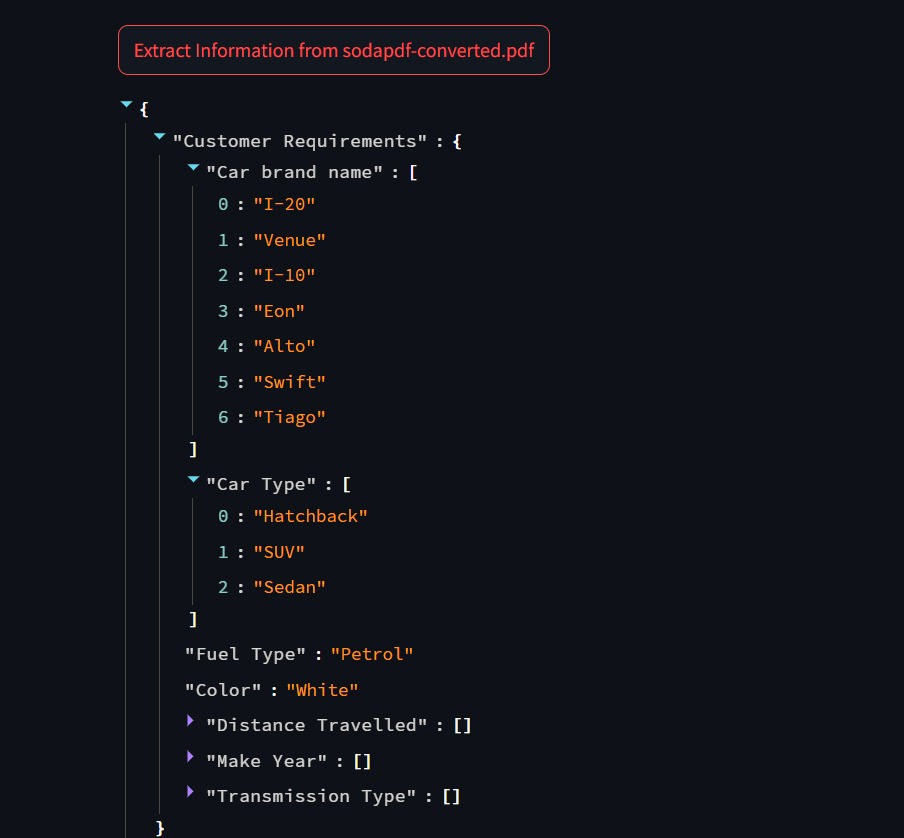 Extract Information from sodapdf-converted.pdf
{
"Customer Requirements" : {
"Car brand name" : [
0 : "I-20"
1 : "Venue"
2 : "I-10"
3 : "Eon"
4 : "Alto"
5 : "Swift"
6 : "Tiago"
]
"Car Type" : [
0 : "Hatchback"
1 : "SUV"
2 : "Sedan"
]
"Fuel Type" : "Petrol"
"Color" : "White"
"Distance Travelled" : []
"Make Year" : []
"Transmission Type" : []
}